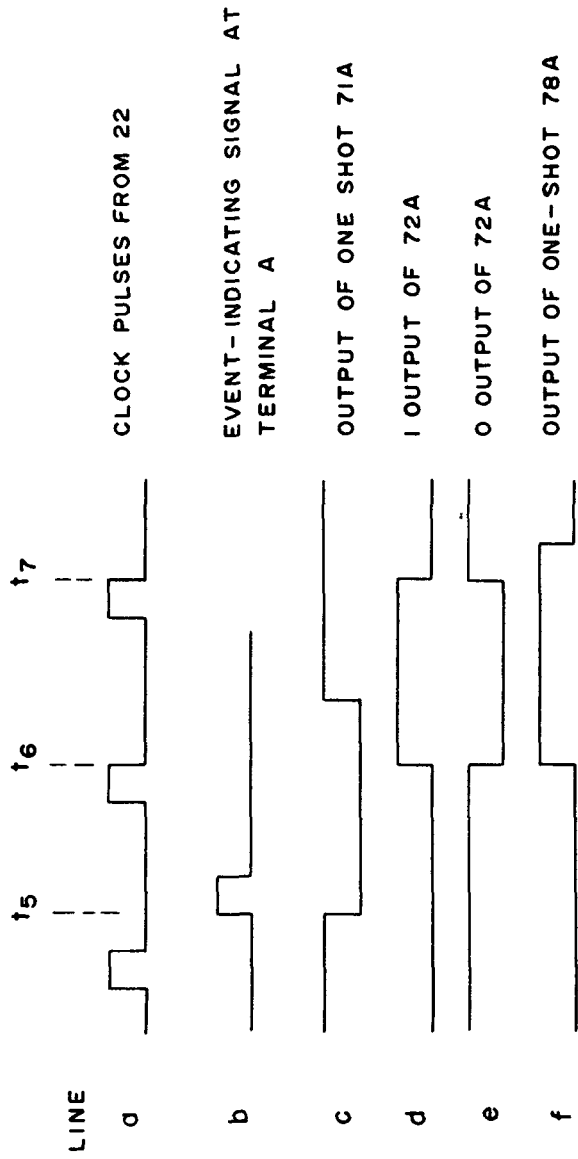 t5 t6 t7
LINE
a CLOCK PULSES FROM 22
b EVENT-INDICATING SIGNAL AT
TERMINAL A
c OUTPUT OF ONE SHOT 71A
d 1 OUTPUT OF 72A
e 0 OUTPUT OF 72A
f OUTPUT OF ONE-SHOT 78A